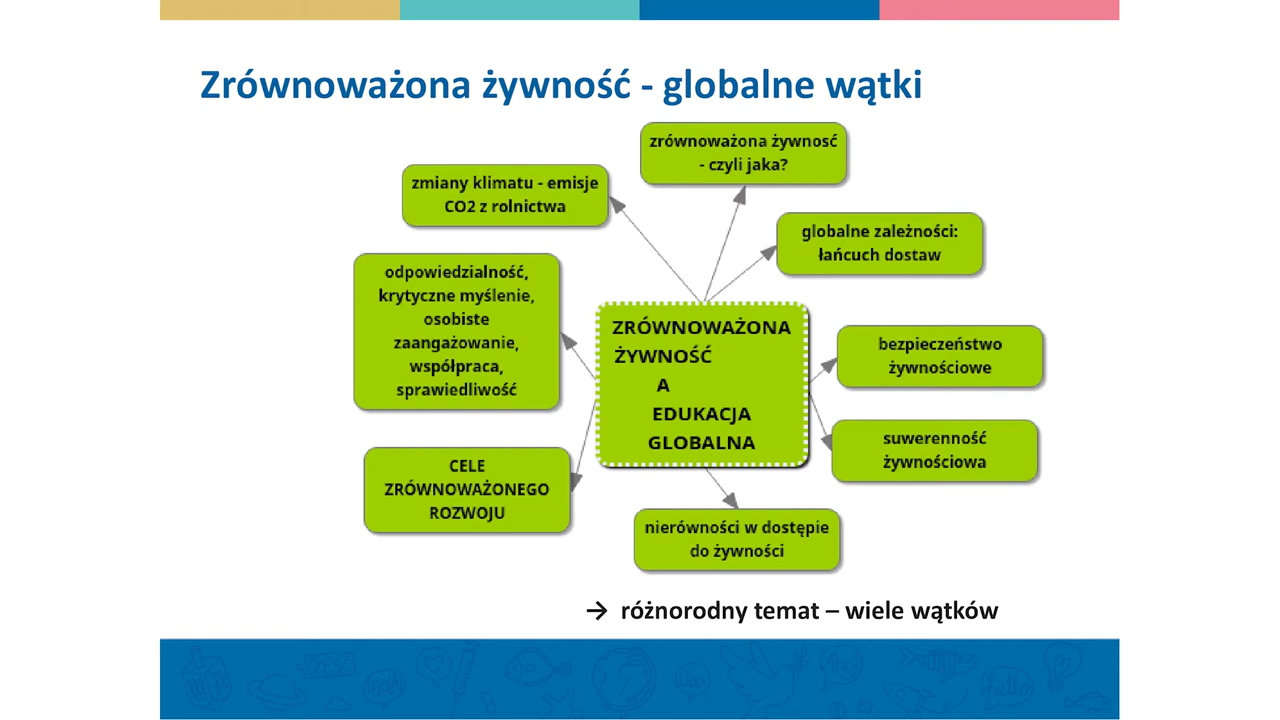 Zrównoważona żywność - globalne wątki
zrównoważona żywnosć
- czyli jaka?
zmiany klimatu - emisje
CO2 z rolnictwa
globalne zależności:
łańcuch dostaw
odpowiedzialność,
krytyczne myślenie,
osobiste
zaangażowanie,
współpraca,
sprawiedliwość
ZRÓWNOWAŻONA
ŻYWNOŚĆ
A
EDUKACJA
GLOBALNA
bezpieczeństwo
żywnościowe
suwerenność
żywnościowa
CELE
ZRÓWNOWAŻONEGO
ROZWOJU
nierówności w dostępie
do żywności
→ różnorodny temat – wiele wątków
hello!